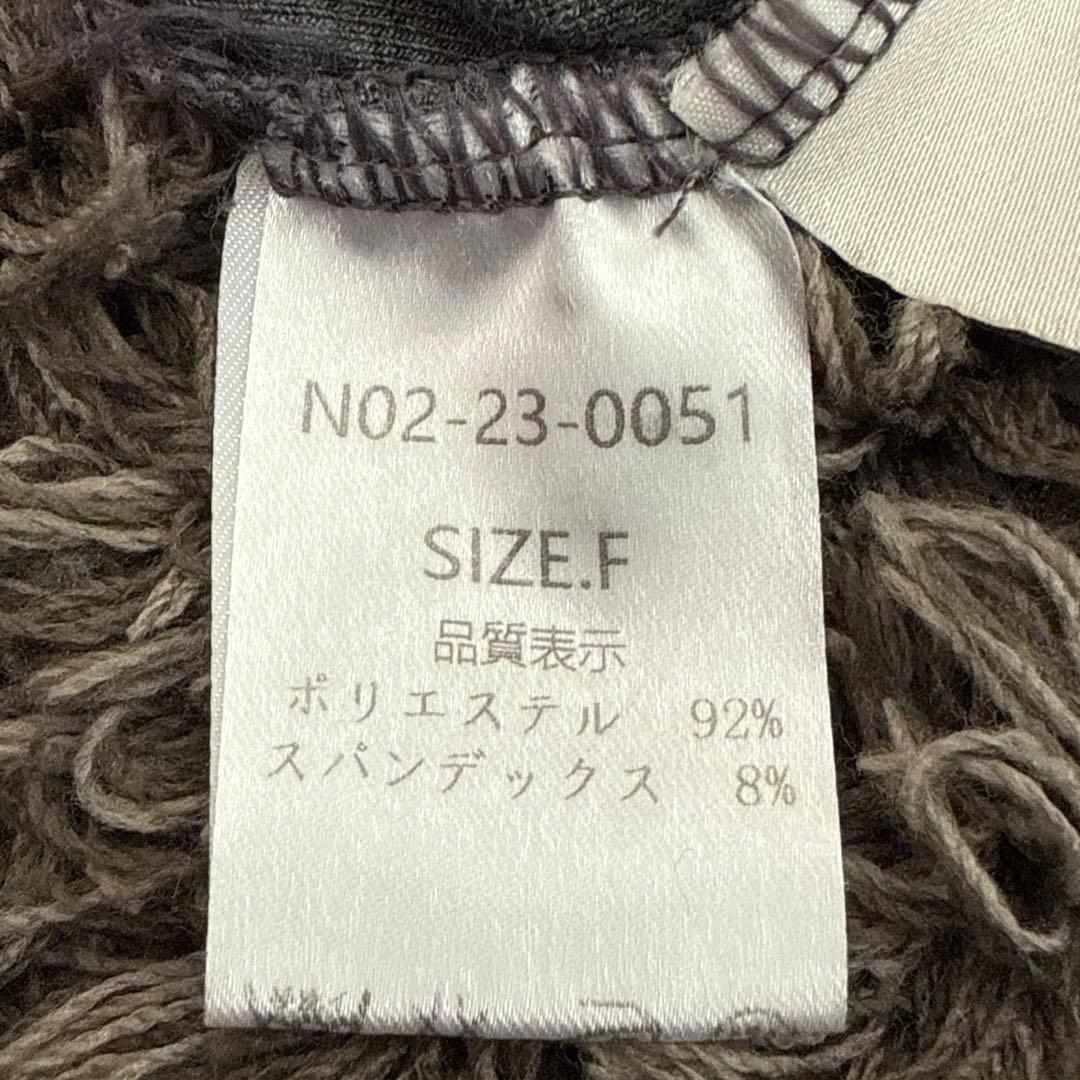 N02-23-0051
SIZE.F
品質表示
ポリエステル 92%
スパンデックス 8%